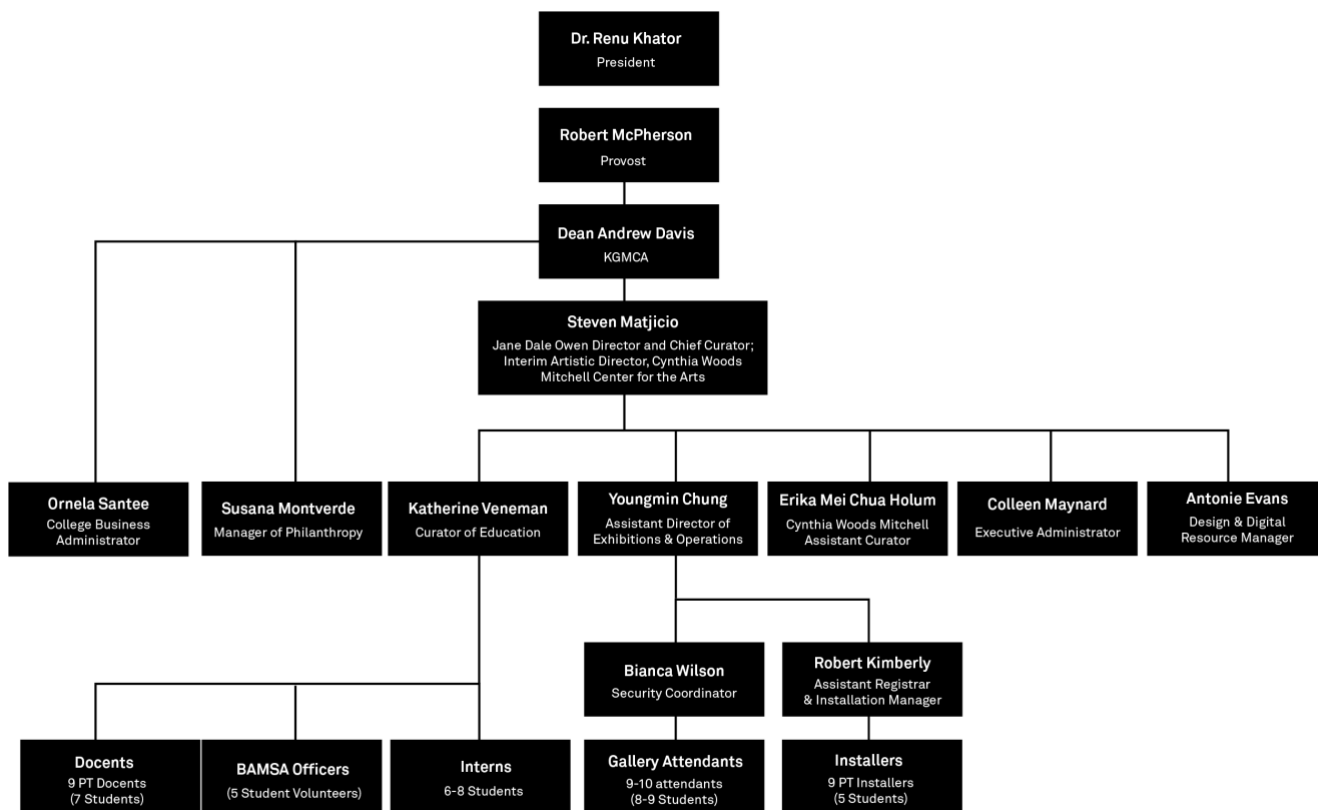 Dr. Renu Khator
President
Robert McPherson
Provost
Dean Andrew Davis
KGMCA
Steven Matjicio
Jane Dale Owen Director and Chief Curator;
Interim Artistic Director, Cynthia Woods
Mitchell Center for the Arts
Ornela Santee
College Business
Administrator
Susana Montverde
Manager of Philanthropy
Katherine Veneman
Curator of Education
Youngmin Chung
Assistant Director of
Exhibitions & Operations
Erika Mei Chua Holum
Cynthia Woods Mitchell
Assistant Curator
Colleen Maynard
Executive Administrator
Antonie Evans
Design & Digital
Resource Manager
Bianca Wilson
Security Coordinator
Robert Kimberly
Assistant Registrar
& Installation Manager
Docents
9 PT Docents
(7 Students)
BAMSA Officers
(5 Student Volunteers)
Interns
6-8 Students
Gallery Attendants
9-10 attendants
(8-9 Students)
Installers
9 PT Installers
(5 Students)